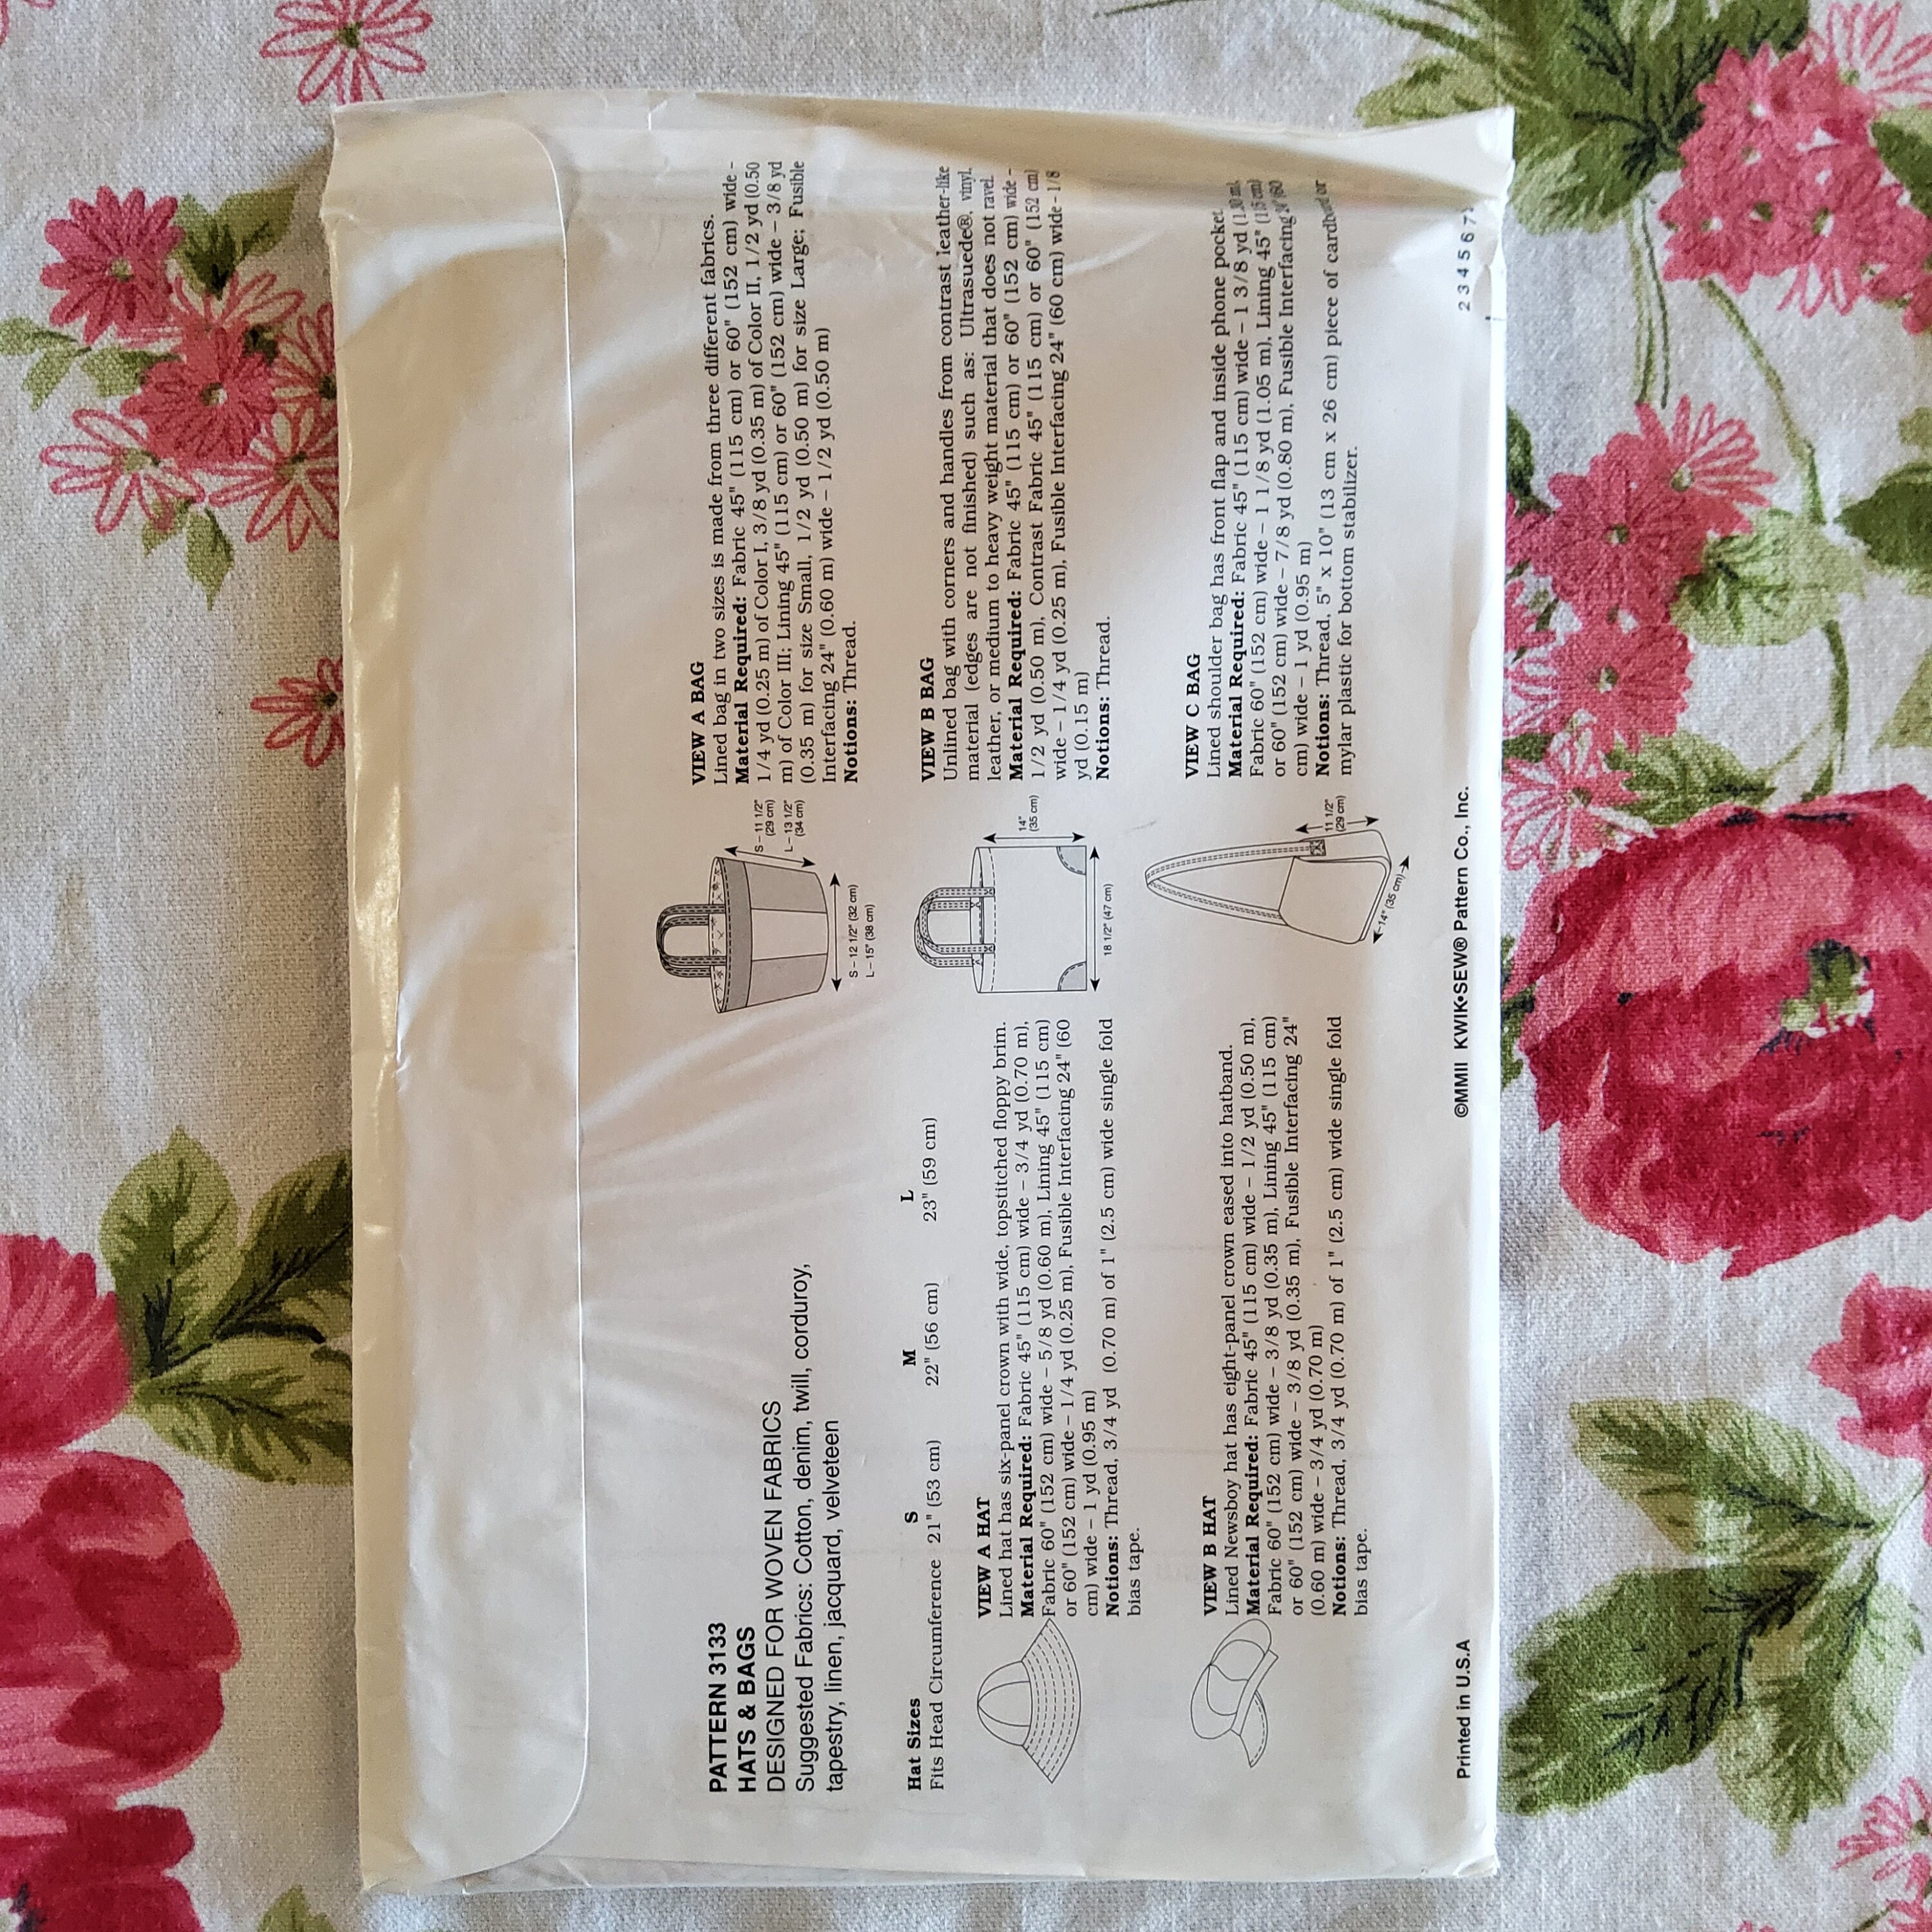 PATTERN 3133
HATS & BAGS
DESIGNED FOR WOVEN FABRICS
Suggested Fabrics: Cotton, denim, twill, corduroy,
tapestry, linen, jacquard, velveteen
Hat Sizes S M L
Fits Head Circumference 21" (53 cm) 22" (56 cm) 23" (59 cm)
VIEW A HAT
Lined hat has six-panel crown with wide, topstitched floppy brim.
Material Required: Fabric 45" (115 cm) wide – 3/4 yd (0.70 m),
Fabric 60" (152 cm) wide – 5/8 yd (0.60 m), Lining 45" (115 cm)
or 60" (152 cm) wide – 1/4 yd (0.25 m), Fusible Interfacing 24" (60
cm) wide – 1 yd (0.95 m)
Notions: Thread, 3/4 yd (0.70 m) of 1" (2.5 cm) wide single fold
bias tape.
VIEW B HAT
Lined Newsboy hat has eight-panel crown eased into hatband.
Material Required: Fabric 45" (115 cm) wide – 1/2 yd (0.50 m),
Fabric 60" (152 cm) wide – 3/8 yd (0.35 m), Lining 45" (115 cm)
or 60" (152 cm) wide – 3/8 yd (0.35 m), Fusible Interfacing 24"
(0.60 m) wide – 3/4 yd (0.70 m)
Notions: Thread, 3/4 yd (0.70 m) of 1" (2.5 cm) wide single fold
bias tape.
S – 11 1/2"
(29 cm)
L – 13 1/2"
(34 cm)
S – 12 1/2" (32 cm)
L – 15" (38 cm)
VIEW A BAG
Lined bag in two sizes is made from three different fabrics.
Material Required: Fabric 45" (115 cm) or 60" (152 cm) wide –
1/4 yd (0.25 m) of Color I, 3/8 yd (0.35 m) of Color II, 1/2 yd (0.50
m) of Color III; Lining 45" (115 cm) or 60" (152 cm) wide – 3/8 yd
(0.35 m) for size Small, 1/2 yd (0.50 m) for size Large; Fusible
Interfacing 24" (0.60 m) wide – 1/2 yd (0.50 m)
Notions: Thread.
14"
(35 cm)
18 1/2" (47 cm)
VIEW B BAG
Unlined bag with corners and handles from contrast leather-like
material (edges are not finished) such as: Ultrasuede®, vinyl,
leather, or medium to heavy weight material that does not ravel.
Material Required: Fabric 45" (115 cm) or 60" (152 cm) wide –
1/2 yd (0.50 m), Contrast Fabric 45" (115 cm) or 60" (152 cm)
wide – 1/4 yd (0.25 m), Fusible Interfacing 24" (60 cm) wide – 1/8
yd (0.15 m)
Notions: Thread.
11 1/2"
(29 cm)
14" (35 cm)
VIEW C BAG
Lined shoulder bag has front flap and inside phone pocket.
Material Required: Fabric 45" (115 cm) wide – 1 3/8 yd (1.30 m),
Fabric 60" (152 cm) wide – 1 1/8 yd (1.05 m), Lining 45" (115 cm)
or 60" (152 cm) wide – 7/8 yd (0.80 m), Fusible Interfacing 24" (60
cm) wide – 1 yd (0.95 m)
Notions: Thread, 5" x 10" (13 cm x 26 cm) piece of cardboard or
mylar plastic for bottom stabilizer.
Printed in U.S.A ©MMII KWIK•SEW® Pattern Co., Inc. 2 3 4 5 6 7